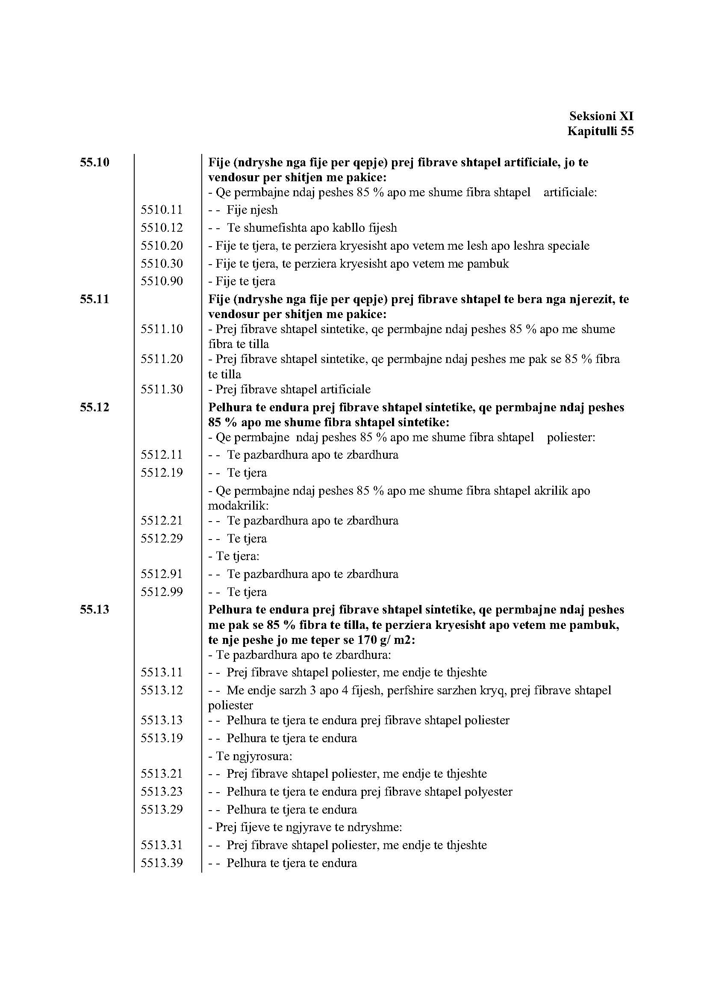 Seksioni XI
Kapitulli 55
55.10 Fije (ndryshe nga fije per qepje) prej fibrave shtapel artificiale, jo te
vendosur per shitjen me pakice:
- Qe permbajne ndaj peshes 85 % apo me shume fibra shtapel artificiale:
5510.11 - - Fije njesh
5510.12 - - Te shumefishta apo kabllo fijesh
5510.20 - Fije te tjera, te perziera kryesisht apo vetem me lesh apo leshra speciale
5510.30 - Fije te tjera, te perziera kryesisht apo vetem me pambuk
5510.90 - Fije te tjera
55.11 Fije (ndryshe nga fije per qepje) prej fibrave shtapel te bera nga njerezit, te
vendosur per shitjen me pakice:
5511.10 - Prej fibrave shtapel sintetike, qe permbajne ndaj peshes 85 % apo me shume
fibra te tilla
5511.20 - Prej fibrave shtapel sintetike, qe permbajne ndaj peshes me pak se 85 % fibra
te tilla
5511.30 - Prej fibrave shtapel artificiale
55.12 Pelhura te endura prej fibrave shtapel sintetike, qe permbajne ndaj peshes
85 % apo me shume fibra shtapel sintetike:
- Qe permbajne ndaj peshes 85 % apo me shume fibra shtapel poliester:
5512.11 - - Te pazbardhura apo te zbardhura
5512.19 - - Te tjera
- Qe permbajne ndaj peshes 85 % apo me shume fibra shtapel akrilik apo
modakrilik:
5512.21 - - Te pazbardhura apo te zbardhura
5512.29 - - Te tjera
- Te tjera:
5512.91 - - Te pazbardhura apo te zbardhura
5512.99 - - Te tjera
55.13 Pelhura te endura prej fibrave shtapel sintetike, qe permbajne ndaj peshes
me pak se 85 % fibra te tilla, te perziera kryesisht apo vetem me pambuk,
te nje peshe jo me teper se 170 g/ m2:
- Te pazbardhura apo te zbardhura:
5513.11 - - Prej fibrave shtapel poliester, me endje te thjeshte
5513.12 - - Me endje sarzh 3 apo 4 fijesh, perfshire sarzhen kryq, prej fibrave shtapel
poliester
5513.13 - - Pelhura te tjera te endura prej fibrave shtapel poliester
5513.19 - - Pelhura te tjera te endura
- Te ngjyrosura:
5513.21 - - Prej fibrave shtapel poliester, me endje te thjeshte
5513.23 - - Pelhura te tjera te endura prej fibrave shtapel polyester
5513.29 - - Pelhura te tjera te endura
- Prej fijeve te ngjyrave te ndryshme:
5513.31 - - Prej fibrave shtapel poliester, me endje te thjeshte
5513.39 - - Pelhura te tjera te endura